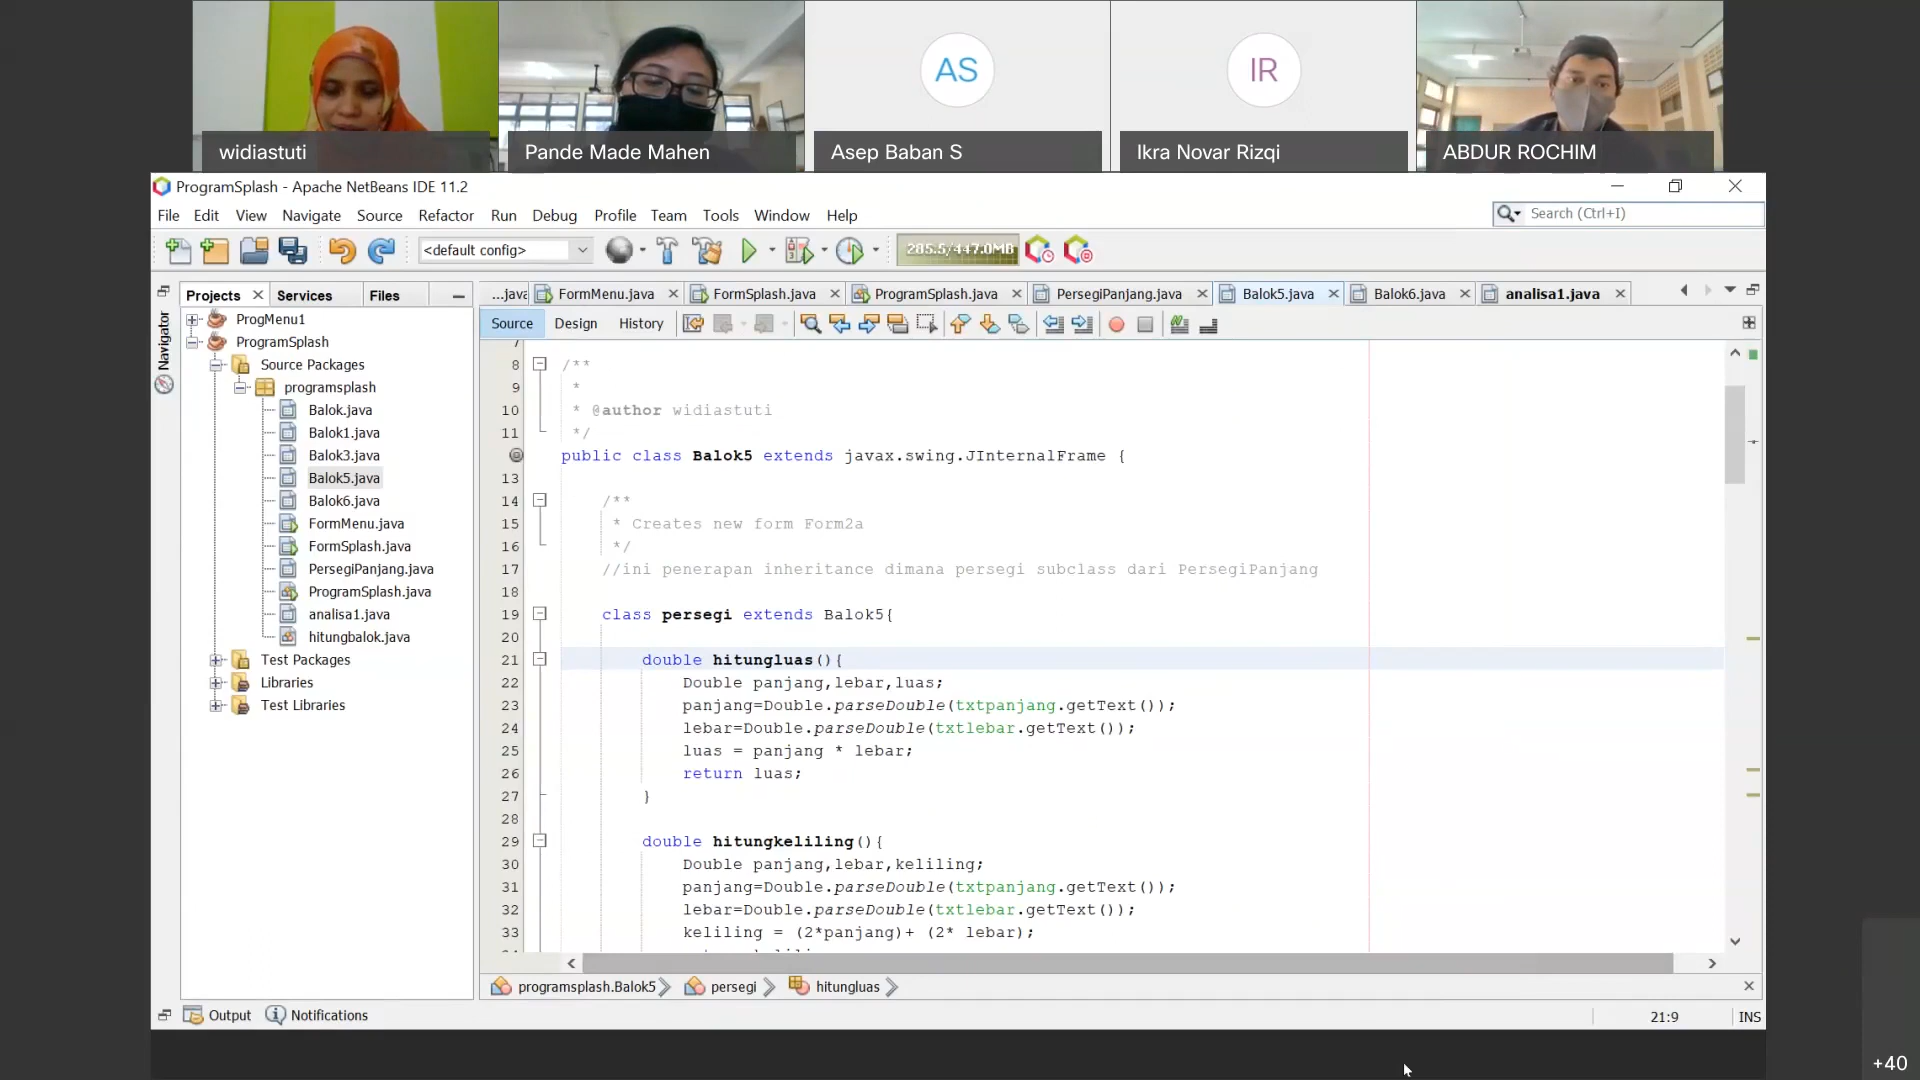 AS
IR
widiastuti
Pande Made Mahen
Asep Baban S
Ikra Novar Rizqi
ABDUR ROCHIM
ProgramSplash - Apache NetBeans IDE 11.2
File Edit View Navigate Source Refactor Run Debug Profile Team Tools Window Help
Search (Ctrl+I)
<default config>
285.5/447.0MB
Projects
Services
Files
...java
FormMenu.java
FormSplash.java
ProgramSplash.java
PersegiPanjang.java
Balok5.java
Balok6.java
analisa1.java
Source
Design
History
Navigator
ProgMenu1
ProgramSplash
Source Packages
programsplash
Balok.java
Balok1.java
Balok3.java
Balok5.java
Balok6.java
FormMenu.java
FormSplash.java
PersegiPanjang.java
ProgramSplash.java
analisa1.java
hitungbalok.java
Test Packages
Libraries
Test Libraries
7
8 /**
9 *
10 * @author widiastuti
11 */
public class Balok5 extends javax.swing.JInternalFrame {
13
14 /**
15 * Creates new form Form2a
16 */
17 //ini penerapan inheritance dimana persegi subclass dari PersegiPanjang
18
19 class persegi extends Balok5{
20
21 double hitungluas(){
22 Double panjang,lebar,luas;
23 panjang=Double.parseDouble(txtpanjang.getText());
24 lebar=Double.parseDouble(txtlebar.getText());
25 luas = panjang * lebar;
26 return luas;
27 }
28
29 double hitungkeliling(){
30 Double panjang,lebar,keliling;
31 panjang=Double.parseDouble(txtpanjang.getText());
32 lebar=Double.parseDouble(txtlebar.getText());
33 keliling = (2*panjang)+ (2* lebar);
programsplash.Balok5
persegi
hitungluas
Output
Notifications
21:9
INS
+40